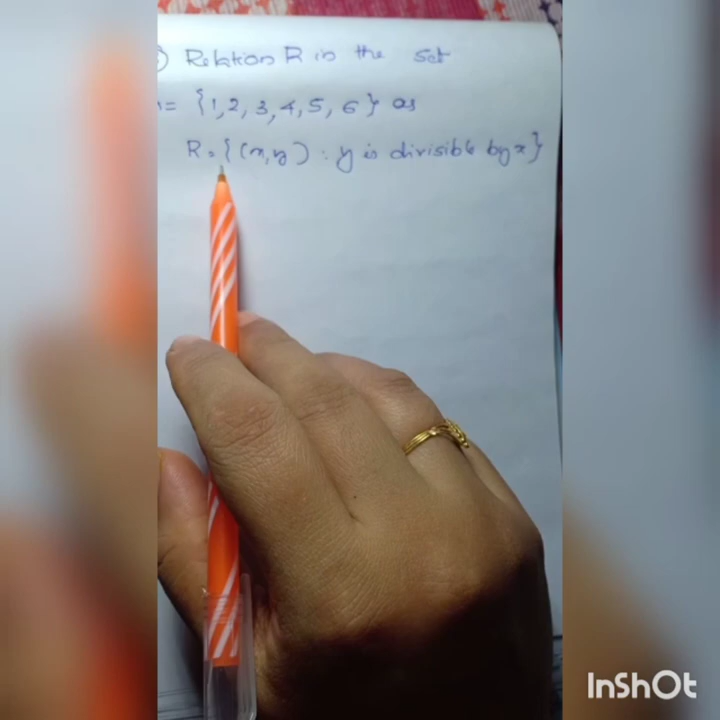 ) Relation R in the set
= {1, 2, 3, 4, 5, 6} as
R = {(x, y) : y is divisible by x}
InShOt